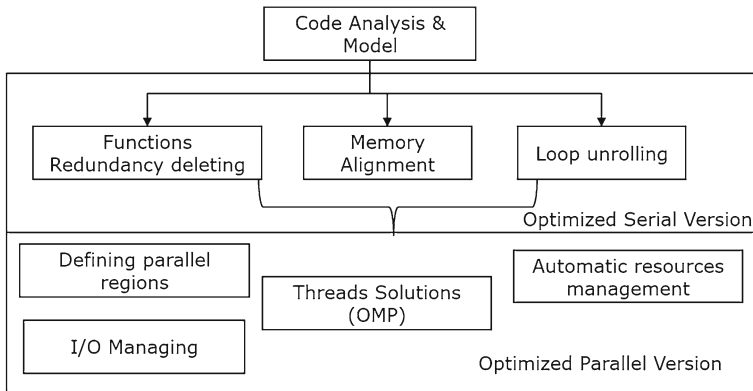 Code Analysis &
Model
Functions
Redundancy deleting
Memory
Alignment
Loop unrolling
Optimized Serial Version
Defining parallel
regions
Threads Solutions
(OMP)
Automatic resources
management
I/O Managing
Optimized Parallel Version